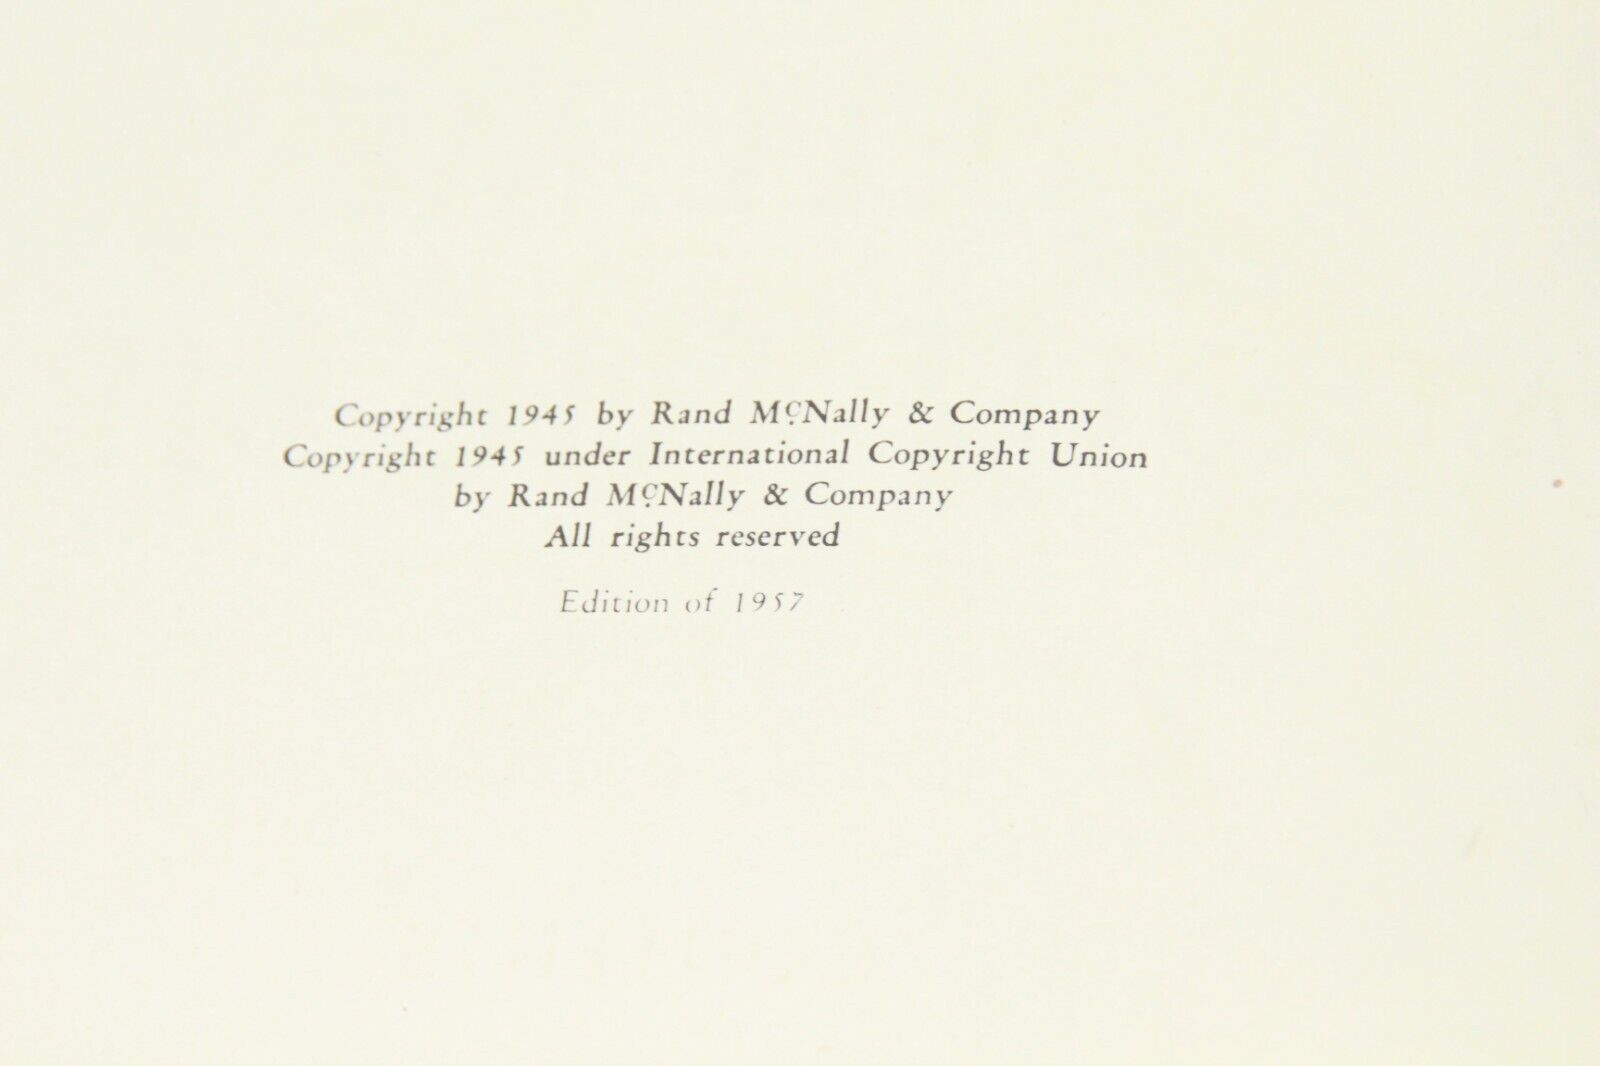 Copyright 1945 by Rand McNally & Company
Copyright 1945 under International Copyright Union
by Rand McNally & Company
All rights reserved
Edition of 1957